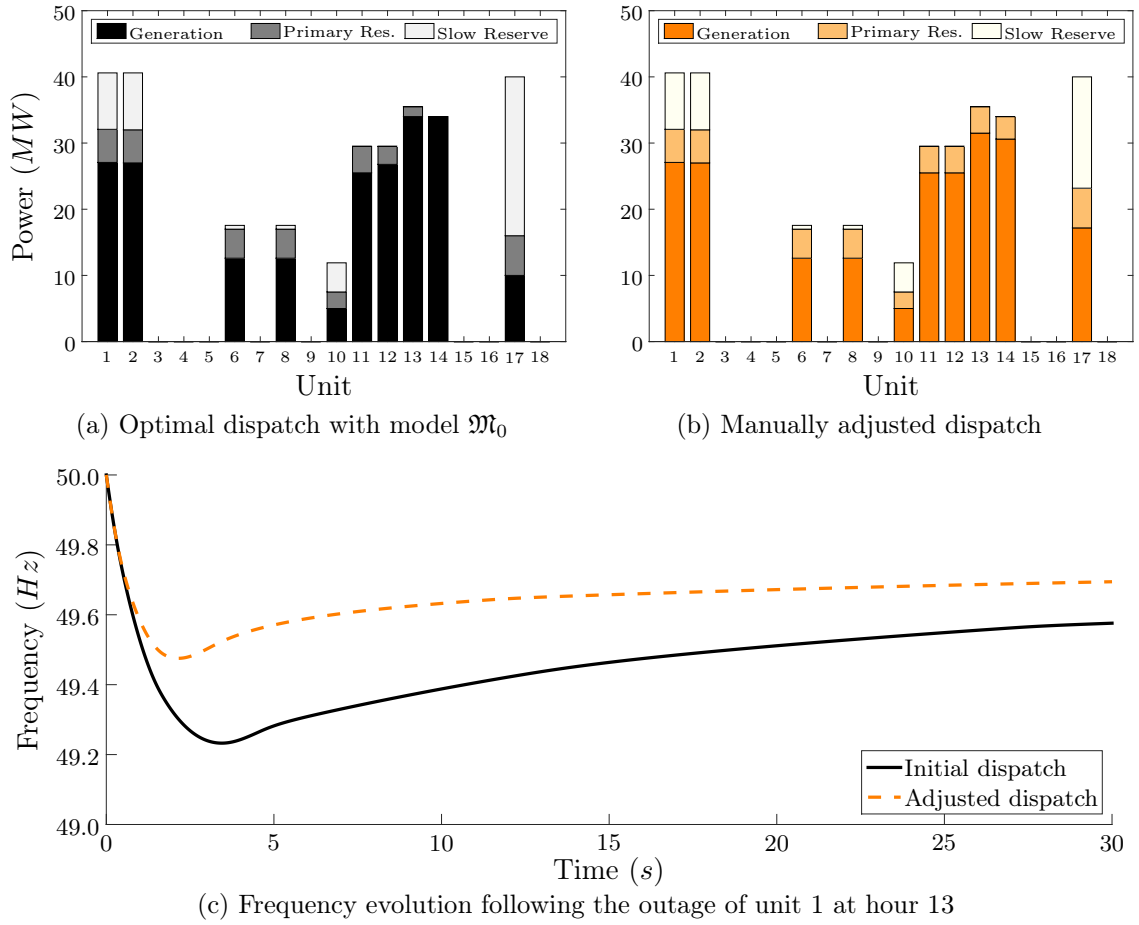 50
40
30
20
10
0
Power (MW)
Generation Primary Res. Slow Reserve
1 2 3 4 5 6 7 8 9 10 11 12 13 14 15 16 17 18
Unit
(a) Optimal dispatch with model 𝔐₀
50
40
30
20
10
0
Generation Primary Res. Slow Reserve
1 2 3 4 5 6 7 8 9 10 11 12 13 14 15 16 17 18
Unit
(b) Manually adjusted dispatch
50.0
49.8
49.6
49.4
49.2
49.0
Frequency (Hz)
Initial dispatch
Adjusted dispatch
0 5 10 15 20 25 30
Time (s)
(c) Frequency evolution following the outage of unit 1 at hour 13